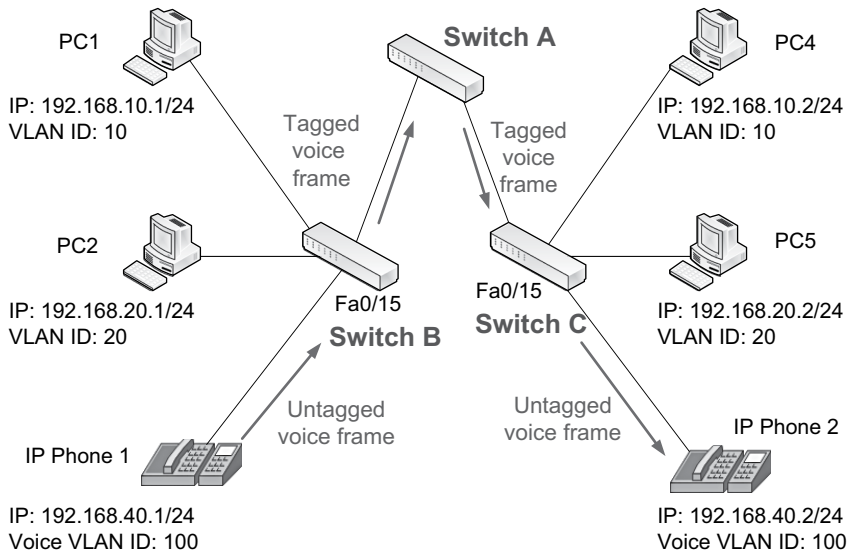 PC1
IP: 192.168.10.1/24
VLAN ID: 10
Switch A
PC4
IP: 192.168.10.2/24
VLAN ID: 10
Tagged
voice
frame
Tagged
voice
frame
PC2
IP: 192.168.20.1/24
VLAN ID: 20
Fa0/15
Switch B
Fa0/15
Switch C
PC5
IP: 192.168.20.2/24
VLAN ID: 20
Untagged
voice frame
Untagged
voice frame
IP Phone 1
IP: 192.168.40.1/24
Voice VLAN ID: 100
IP Phone 2
IP: 192.168.40.2/24
Voice VLAN ID: 100